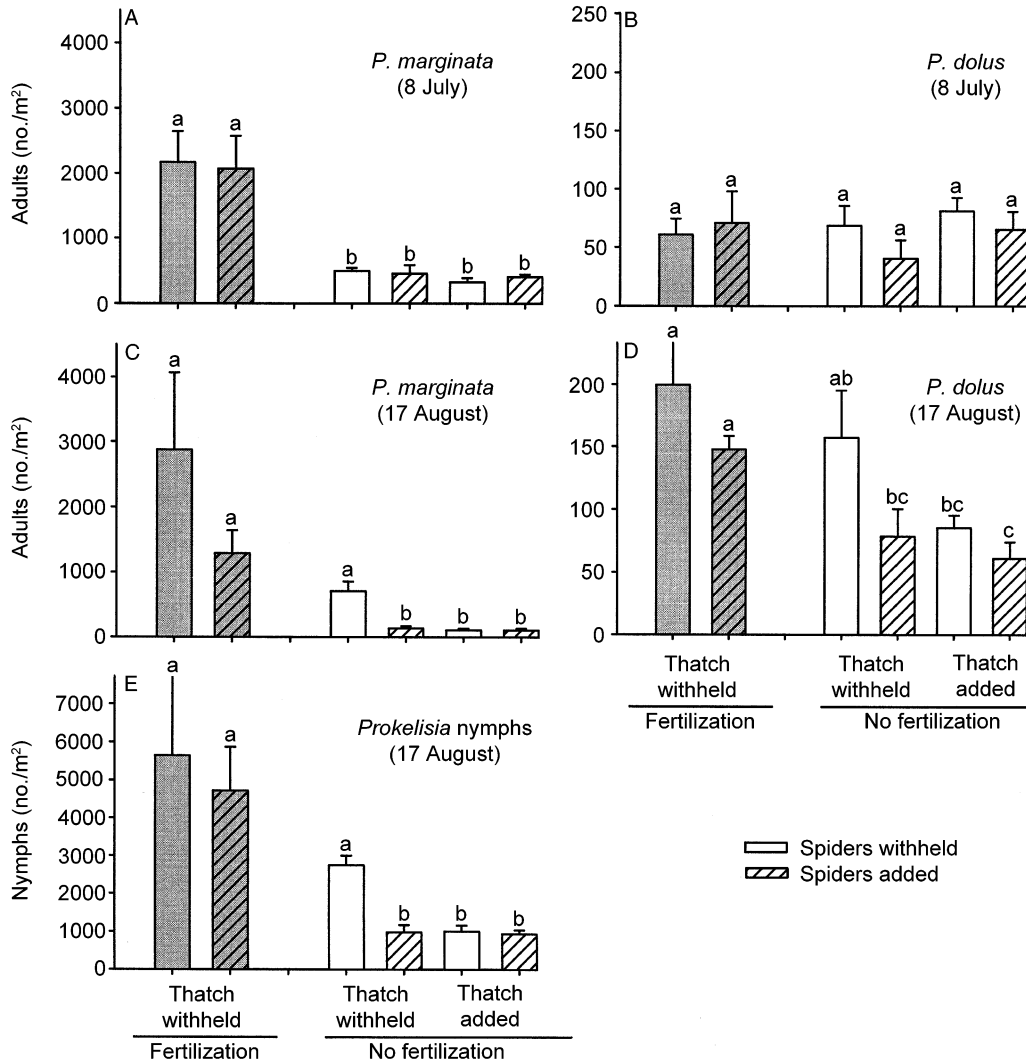 A
P. marginata
(8 July)
Adults (no./m²)
4000
3000
2000
1000
0
a
a
b
b
b
b
B
P. dolus
(8 July)
250
200
150
100
50
0
a
a
a
a
a
a
C
P. marginata
(17 August)
Adults (no./m²)
4000
3000
2000
1000
0
a
a
a
b
b
b
D
P. dolus
(17 August)
200
150
100
50
0
a
a
ab
bc
bc
c
Thatch
withheld
Thatch
withheld
Thatch
added
Fertilization
No fertilization
E
Prokelisia nymphs
(17 August)
Nymphs (no./m²)
7000
6000
5000
4000
3000
2000
1000
0
a
a
a
b
b
b
Thatch
withheld
Thatch
withheld
Thatch
added
Fertilization
No fertilization
Spiders withheld
Spiders added